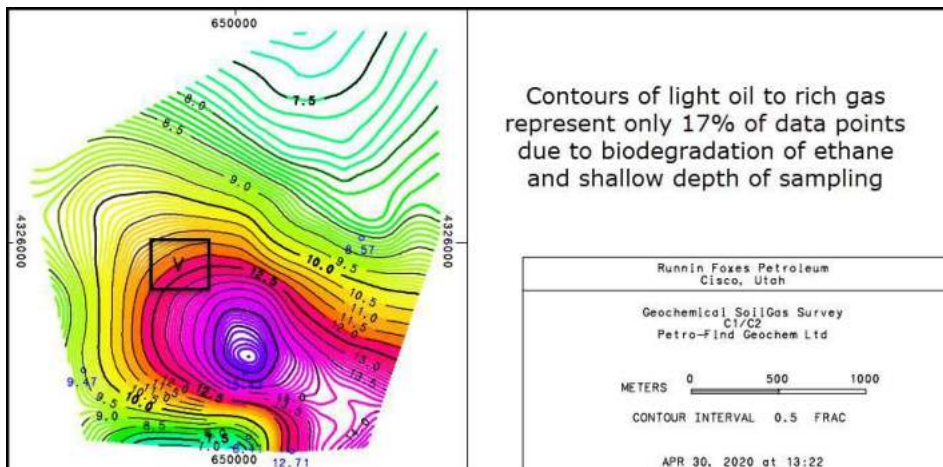 650000
7.5
8.0
8.5
9.0
4326000
4326000
8.57
V
10.0
9.5
12.5
10.5
11.0
11.5
12.0
13.0
13.5
9.47
9.5
10.0
9.0
12.5
8.5
650000
12.71
Contours of light oil to rich gas
represent only 17% of data points
due to biodegradation of ethane
and shallow depth of sampling
Runnin Foxes Petroleum
Cisco, Utah
Geochemical SoilGas Survey
C1/C2
Petro-Find Geochem Ltd
METERS 0 500 1000
CONTOUR INTERVAL 0.5 FRAC
APR 30, 2020 at 13:22